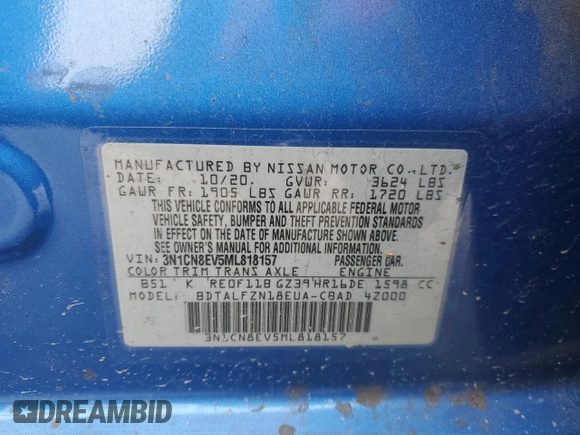 MANUFACTURED BY NISSAN MOTOR CO., LTD.
DATE: 10/20. GVWR: 3624 LBS
GAWR FR: 1905 LBS GAWR RR: 1720 LBS
THIS VEHICLE CONFORMS TO ALL APPLICABLE FEDERAL MOTOR
VEHICLE SAFETY, BUMPER AND THEFT PREVENTION STANDARDS
IN EFFECT ON THE DATE OF MANUFACTURE SHOWN ABOVE.
SEE OWNER'S MANUAL FOR ADDITIONAL INFORMATION.
VIN: 3N1CN8EV5ML818157 PASSENGER CAR.
COLOR TRIM TRANS AXLE ENGINE
B51 K RE0F11B GZ39 HR16DE 1598 CC
MODEL: BDTALFZN18EUA-CBAD 4Z000
3N1CN8EV5ML818157
DREAMBID